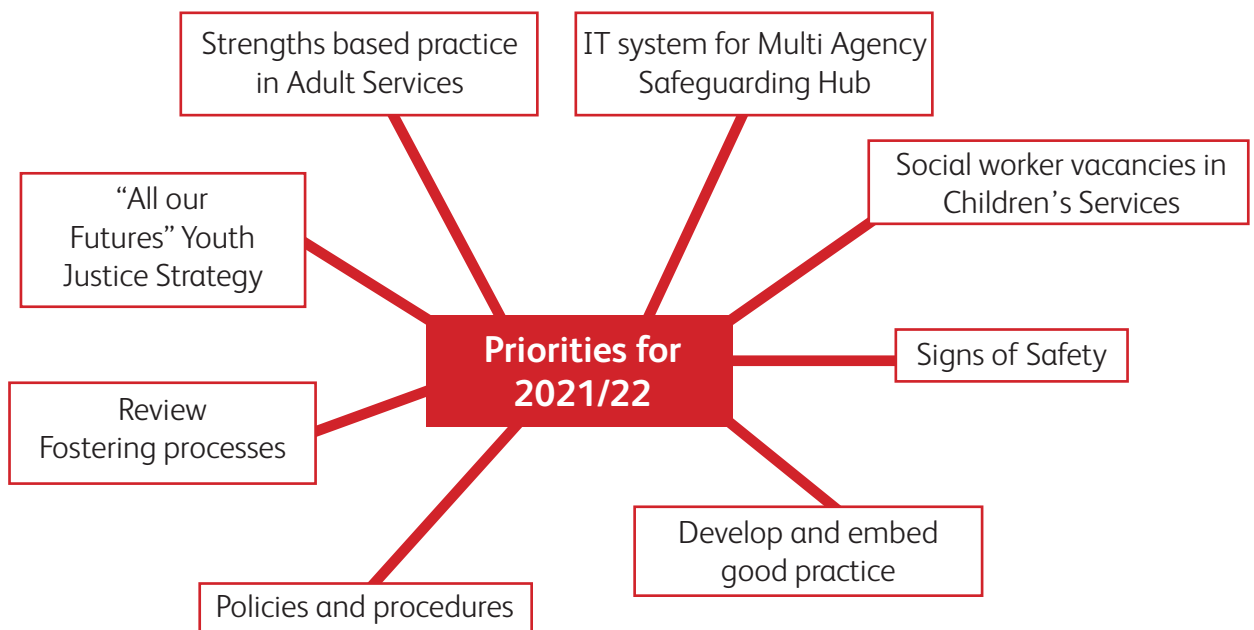 Strengths based practice
in Adult Services
IT system for Multi Agency
Safeguarding Hub
Social worker vacancies in
Children’s Services
“All our
Futures” Youth
Justice Strategy
Priorities for
2021/22
Signs of Safety
Review
Fostering processes
Develop and embed
good practice
Policies and procedures